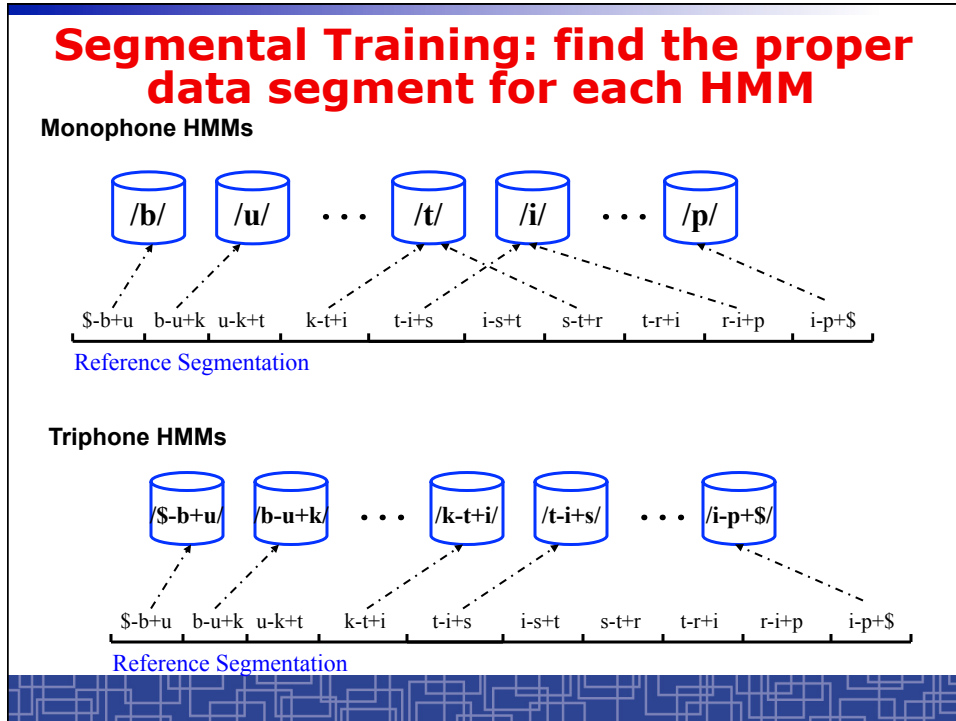 Segmental Training: find the proper
data segment for each HMM
Monophone HMMs
/b/ /u/ • • • /t/ /i/ • • • /p/
$-b+u b-u+k u-k+t k-t+i t-i+s i-s+t s-t+r t-r+i r-i+p i-p+$
Reference Segmentation
Triphone HMMs
/$-b+u/ /b-u+k/ • • • /k-t+i/ /t-i+s/ • • • /i-p+$/
$-b+u b-u+k u-k+t k-t+i t-i+s i-s+t s-t+r t-r+i r-i+p i-p+$
Reference Segmentation